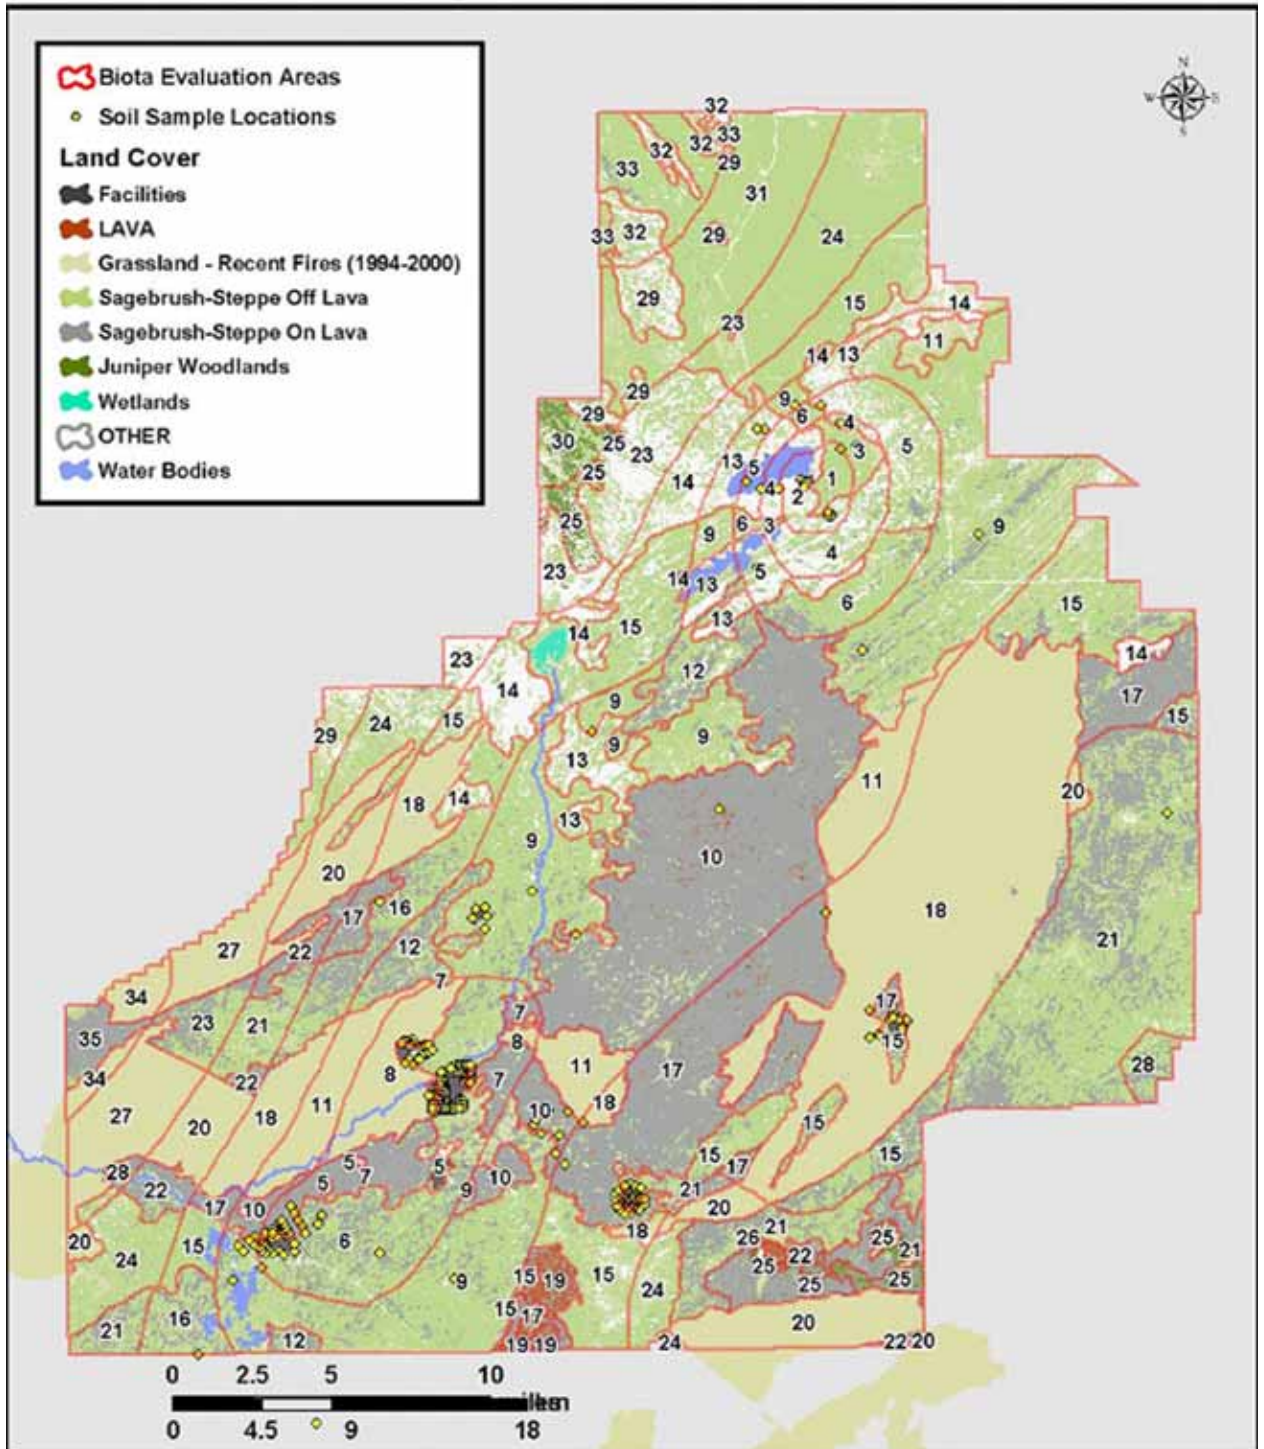 Biota Evaluation Areas
Soil Sample Locations
Land Cover
Facilities
LAVA
Grassland - Recent Fires (1994-2000)
Sagebrush-Steppe Off Lava
Sagebrush-Steppe On Lava
Juniper Woodlands
Wetlands
OTHER
Water Bodies
N
W S
S
32
32 32 33
33 29
31
33 32 29 24
29 15 14
23 11
14 13
29 9
29 6 4
30 25 23 3 5
25 13 5 1
14 4 2
25 9 6 3 9
23 14 13 5 4
6 15
14 15 13
23 14
12 17
14 9 15
29 24 15 9 9
13
18 14 11 20
13
9
10
20
17 16 18
27 22 12 21
7
34 17
35 23 21 7 15
8
34 22 8 7 11 17 28
27 20 18 11 10 18
15
5 15 17 15
28 22 5 7 5 10
17 10 9 21 20
18
20 24 15 6 26 21 25 21
22
25 25 25
9 15 19 15 24
16 15 17 20
21 12 19 19 24 22 20
0 2.5 5 10
0 4.5 9 18